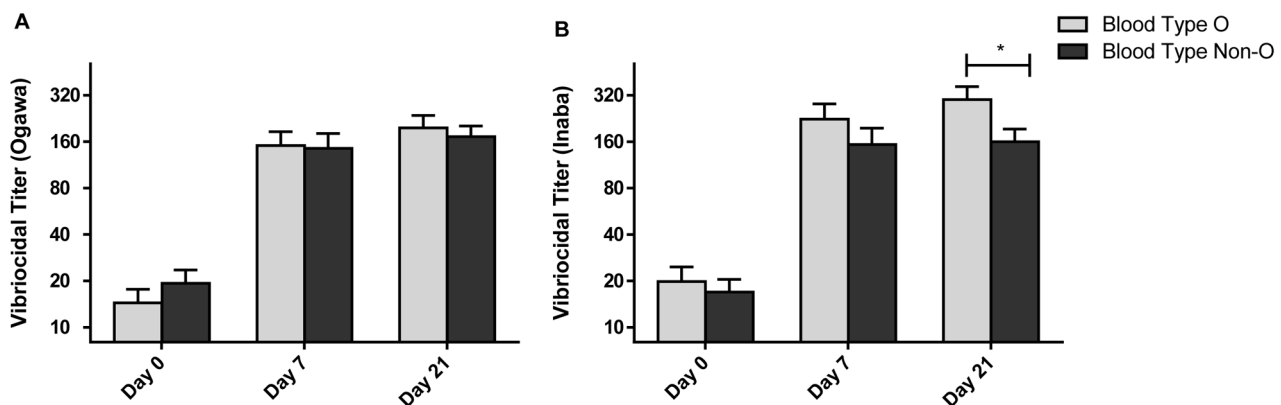 A
Vibriocidal Titer (Ogawa)
320
160
80
40
20
10
Day 0
Day 7
Day 21
B
Vibriocidal Titer (Inaba)
320
160
80
40
20
10
*
Day 0
Day 7
Day 21
Blood Type O
Blood Type Non-O